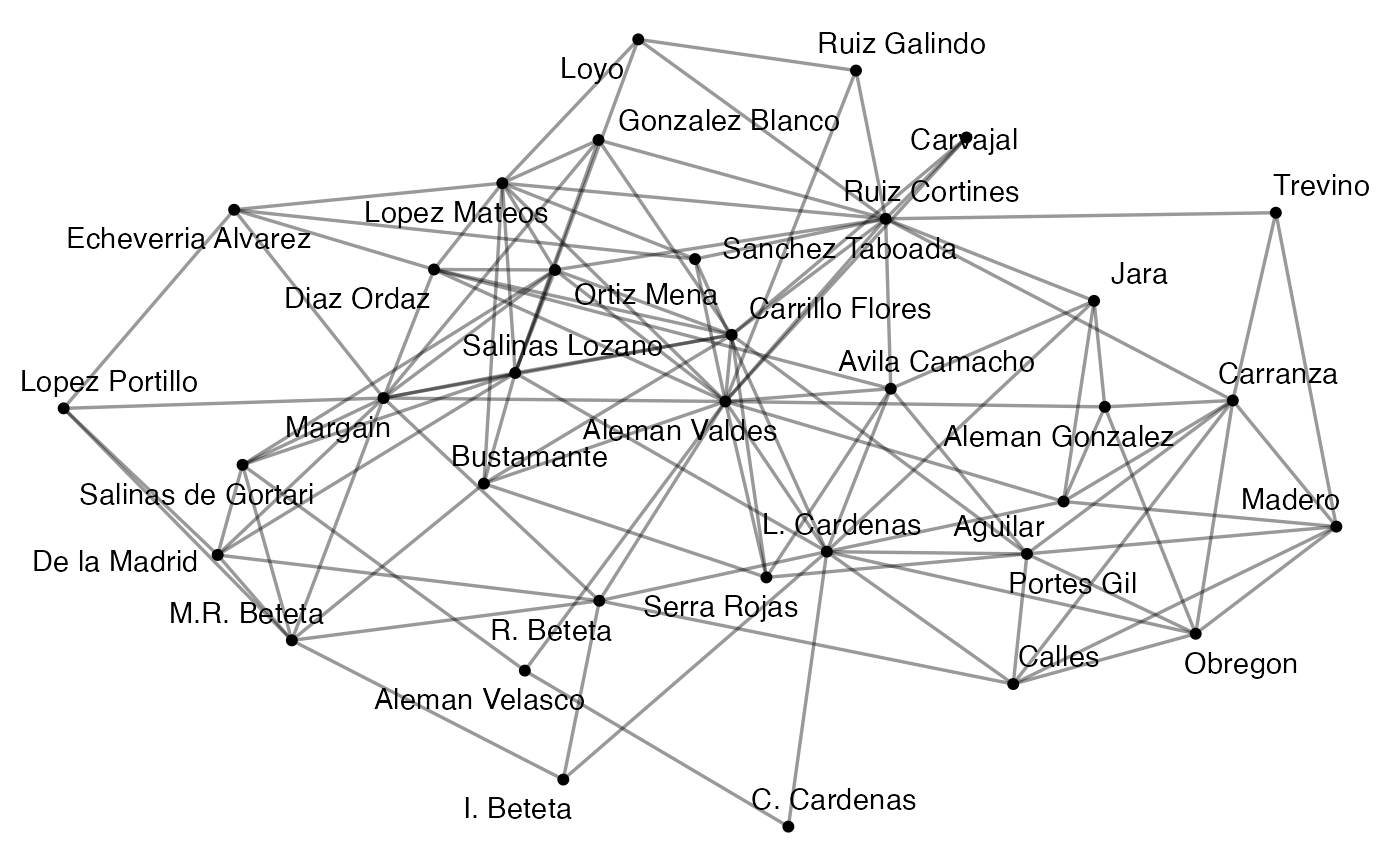 Ruiz Galindo
Loyo
Gonzalez Blanco
Carvajal
Trevino
Ruiz Cortines
Lopez Mateos
Echeverria Alvarez
Sanchez Taboada
Jara
Diaz Ordaz
Ortiz Mena
Carrillo Flores
Salinas Lozano
Avila Camacho
Lopez Portillo
Carranza
Margain
Aleman Valdes
Aleman Gonzalez
Bustamante
Salinas de Gortari
Madero
L. Cardenas
Aguilar
De la Madrid
Portes Gil
M.R. Beteta
Serra Rojas
R. Beteta
Calles
Obregon
Aleman Velasco
C. Cardenas
I. Beteta